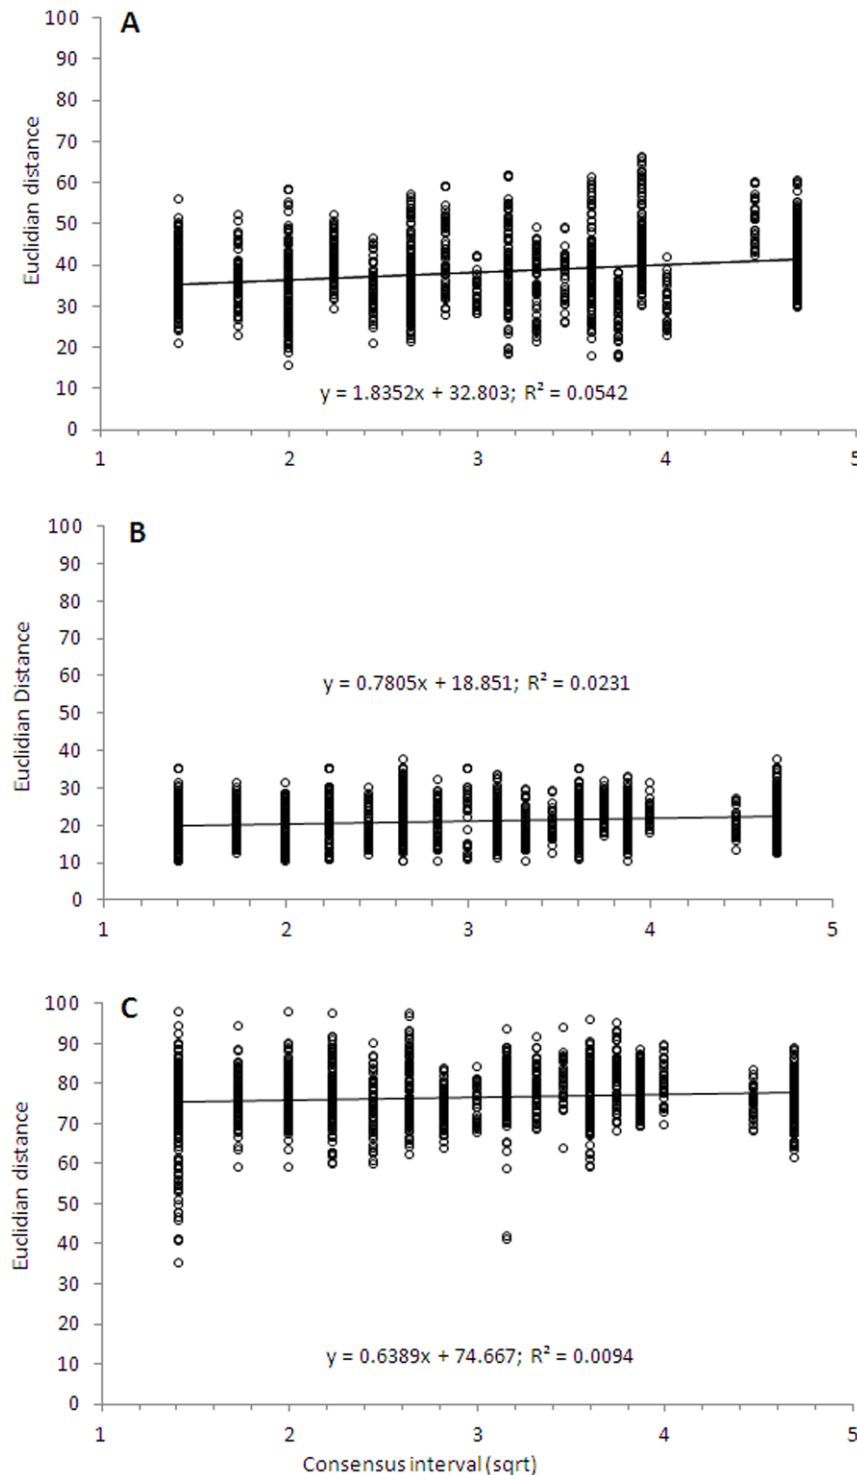 A
100
90
80
70
60
50
40
30
20
10
0
Euclidian distance
y = 1.8352x + 32.803; R² = 0.0542
1 2 3 4 5
B
100
90
80
70
60
50
40
30
20
10
0
Euclidian Distance
y = 0.7805x + 18.851; R² = 0.0231
1 2 3 4 5
C
100
90
80
70
60
50
40
30
20
10
0
Euclidian distance
y = 0.6389x + 74.667; R² = 0.0094
1 2 3 4 5
Consensus interval (sqrt)